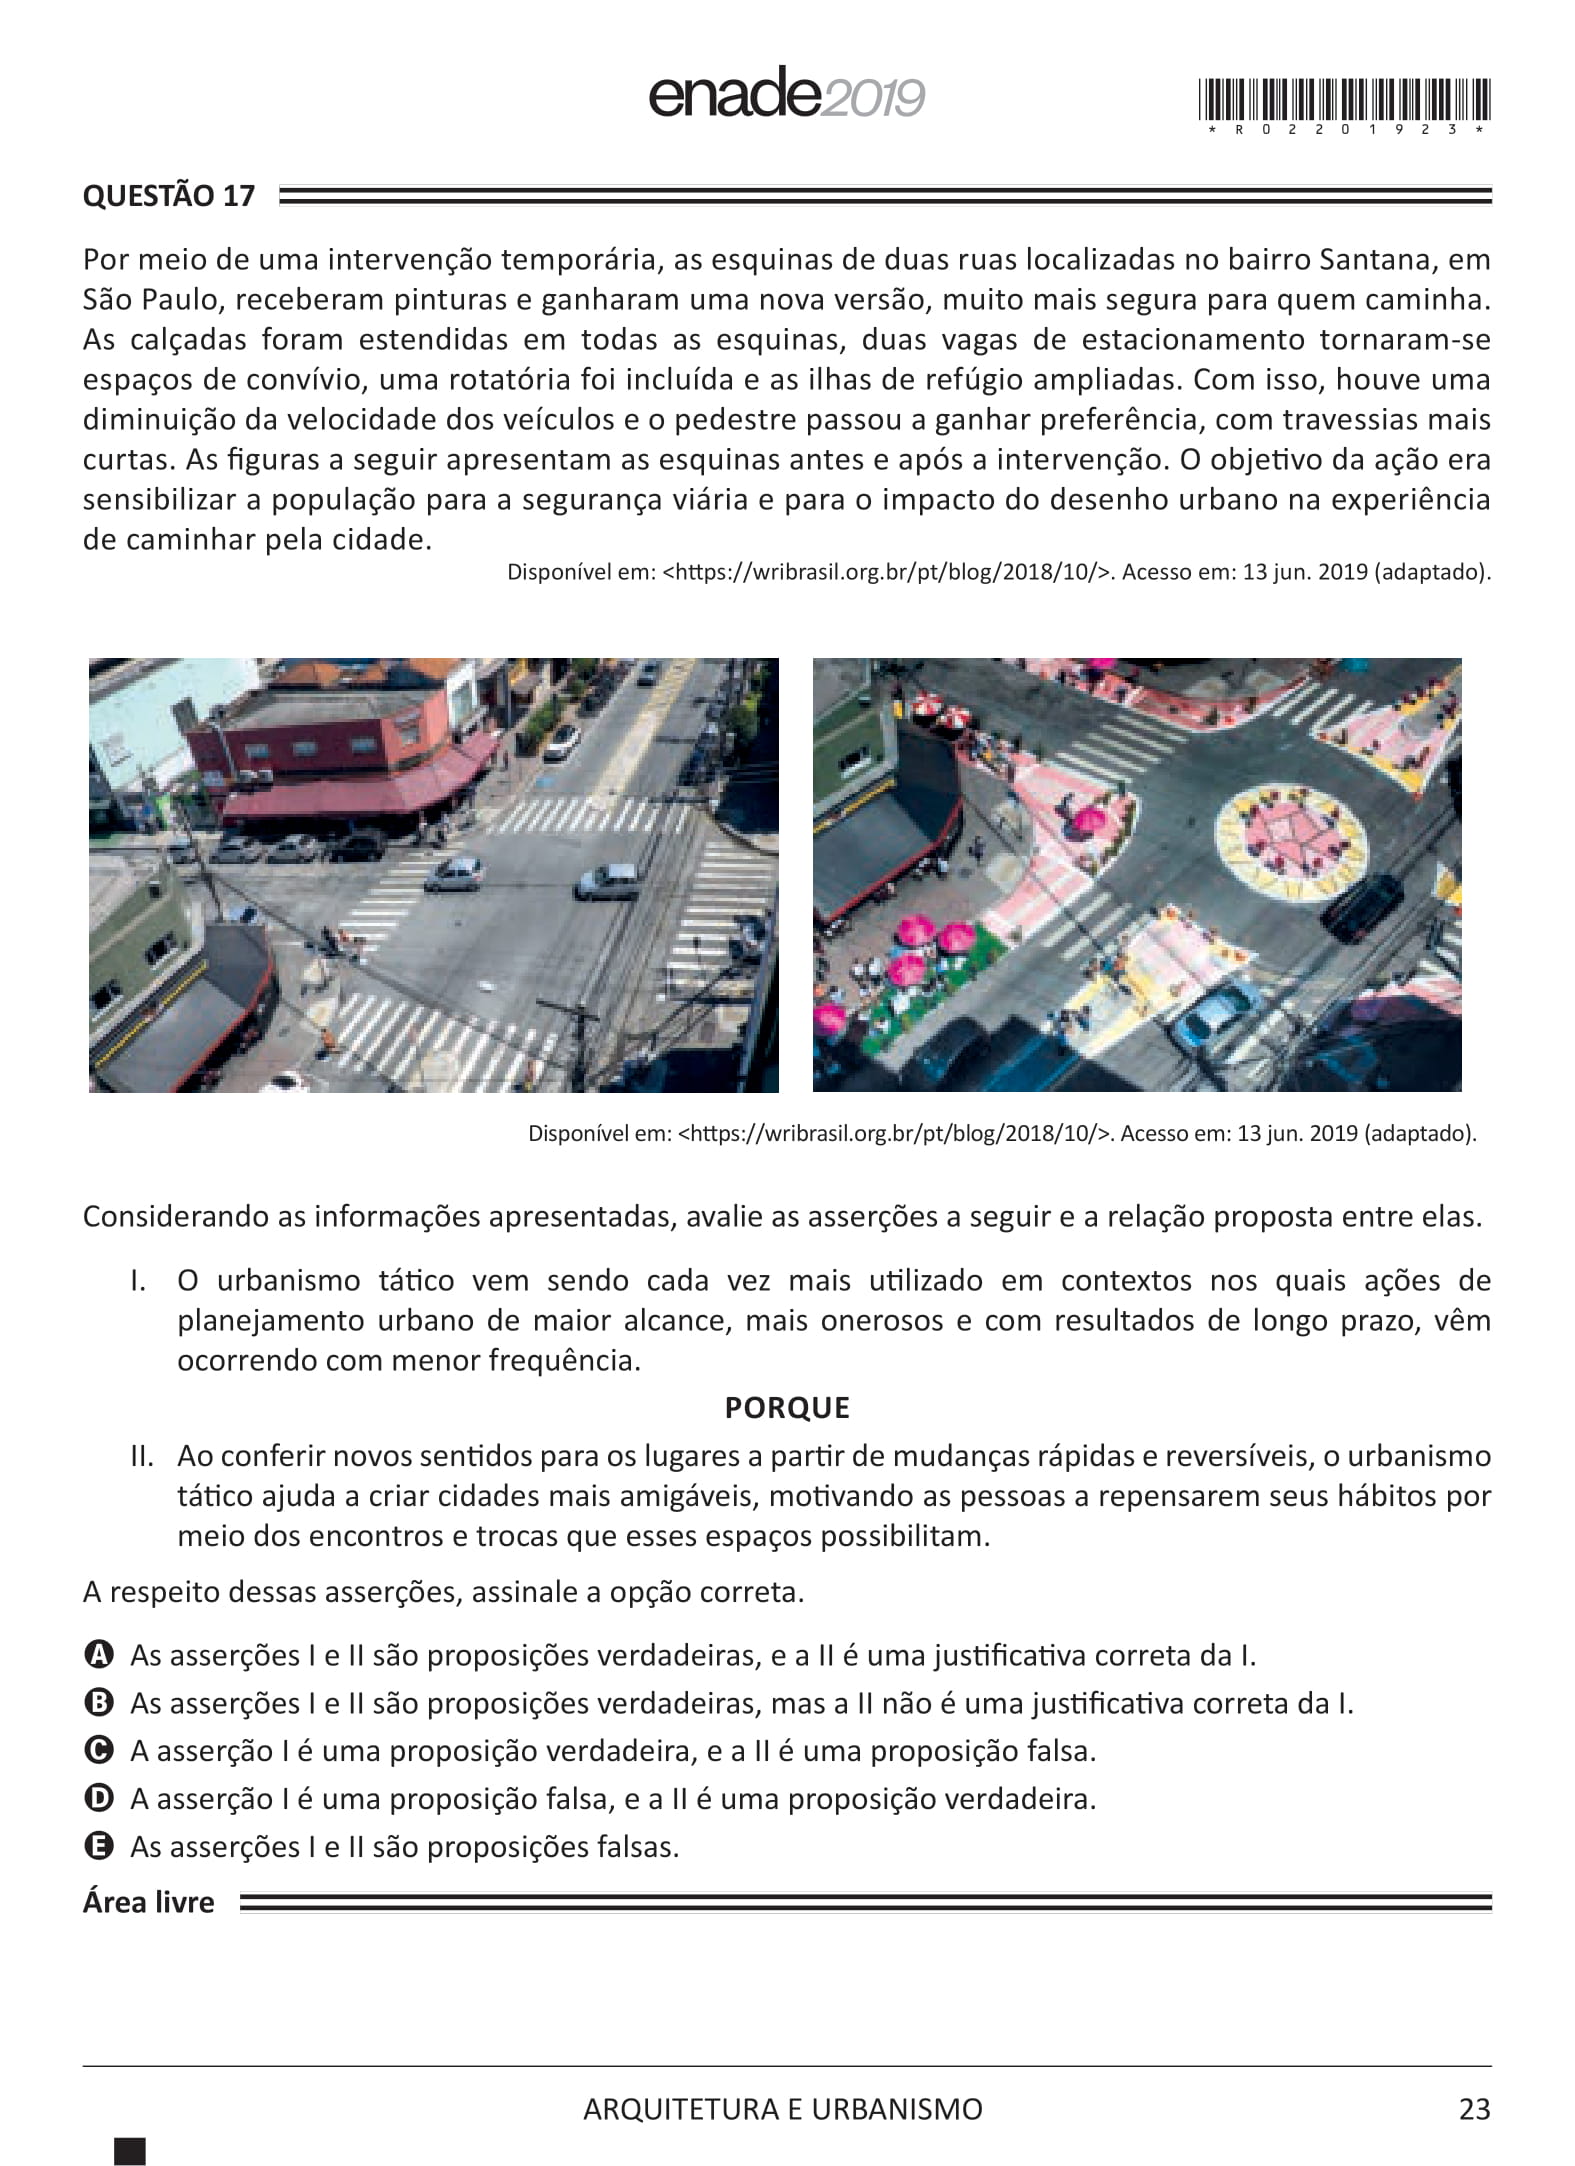 enade2019
*R02201923*
QUESTÃO 17
Por meio de uma intervenção temporária, as esquinas de duas ruas localizadas no bairro Santana, em
São Paulo, receberam pinturas e ganharam uma nova versão, muito mais segura para quem caminha.
As calçadas foram estendidas em todas as esquinas, duas vagas de estacionamento tornaram-se
espaços de convívio, uma rotatória foi incluída e as ilhas de refúgio ampliadas. Com isso, houve uma
diminuição da velocidade dos veículos e o pedestre passou a ganhar preferência, com travessias mais
curtas. As figuras a seguir apresentam as esquinas antes e após a intervenção. O objetivo da ação era
sensibilizar a população para a segurança viária e para o impacto do desenho urbano na experiência
de caminhar pela cidade.
Disponível em: <https://wribrasil.org.br/pt/blog/2018/10/>. Acesso em: 13 jun. 2019 (adaptado).
Disponível em: <https://wribrasil.org.br/pt/blog/2018/10/>. Acesso em: 13 jun. 2019 (adaptado).
Considerando as informações apresentadas, avalie as asserções a seguir e a relação proposta entre elas.
I. O urbanismo tático vem sendo cada vez mais utilizado em contextos nos quais ações de
planejamento urbano de maior alcance, mais onerosos e com resultados de longo prazo, vêm
ocorrendo com menor frequência.
PORQUE
II. Ao conferir novos sentidos para os lugares a partir de mudanças rápidas e reversíveis, o urbanismo
tático ajuda a criar cidades mais amigáveis, motivando as pessoas a repensarem seus hábitos por
meio dos encontros e trocas que esses espaços possibilitam.
A respeito dessas asserções, assinale a opção correta.
A As asserções I e II são proposições verdadeiras, e a II é uma justificativa correta da I.
B As asserções I e II são proposições verdadeiras, mas a II não é uma justificativa correta da I.
C A asserção I é uma proposição verdadeira, e a II é uma proposição falsa.
D A asserção I é uma proposição falsa, e a II é uma proposição verdadeira.
E As asserções I e II são proposições falsas.
Área livre
ARQUITETURA E URBANISMO
23